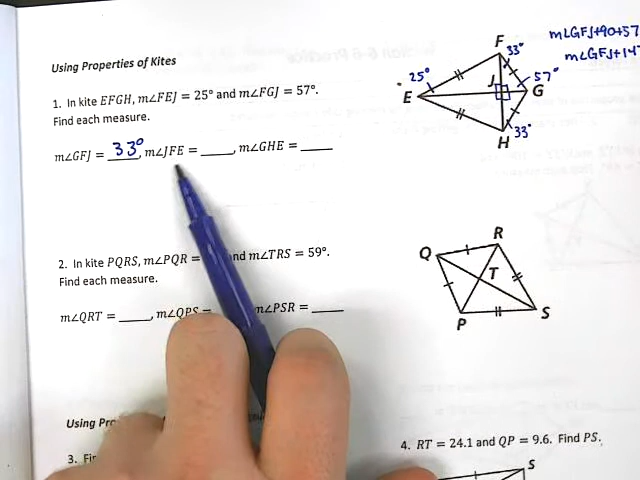 Using Properties of Kites
1. In kite EFGH, m∠FEJ = 25° and m∠FGJ = 57°.
Find each measure.
m∠GFJ = 33°, m∠JFE = ____, m∠GHE = ____
F
33°
m∠GFJ+90+57
m∠GFJ+14
25°
J
57°
E
G
33°
H
2. In kite PQRS, m∠PQR = nd m∠TRS = 59°.
Find each measure.
m∠QRT = ____, m∠QPS = m∠PSR = ____
R
Q
T
P
S
Using
3.
4. RT = 24.1 and QP = 9.6. Find PS.
S